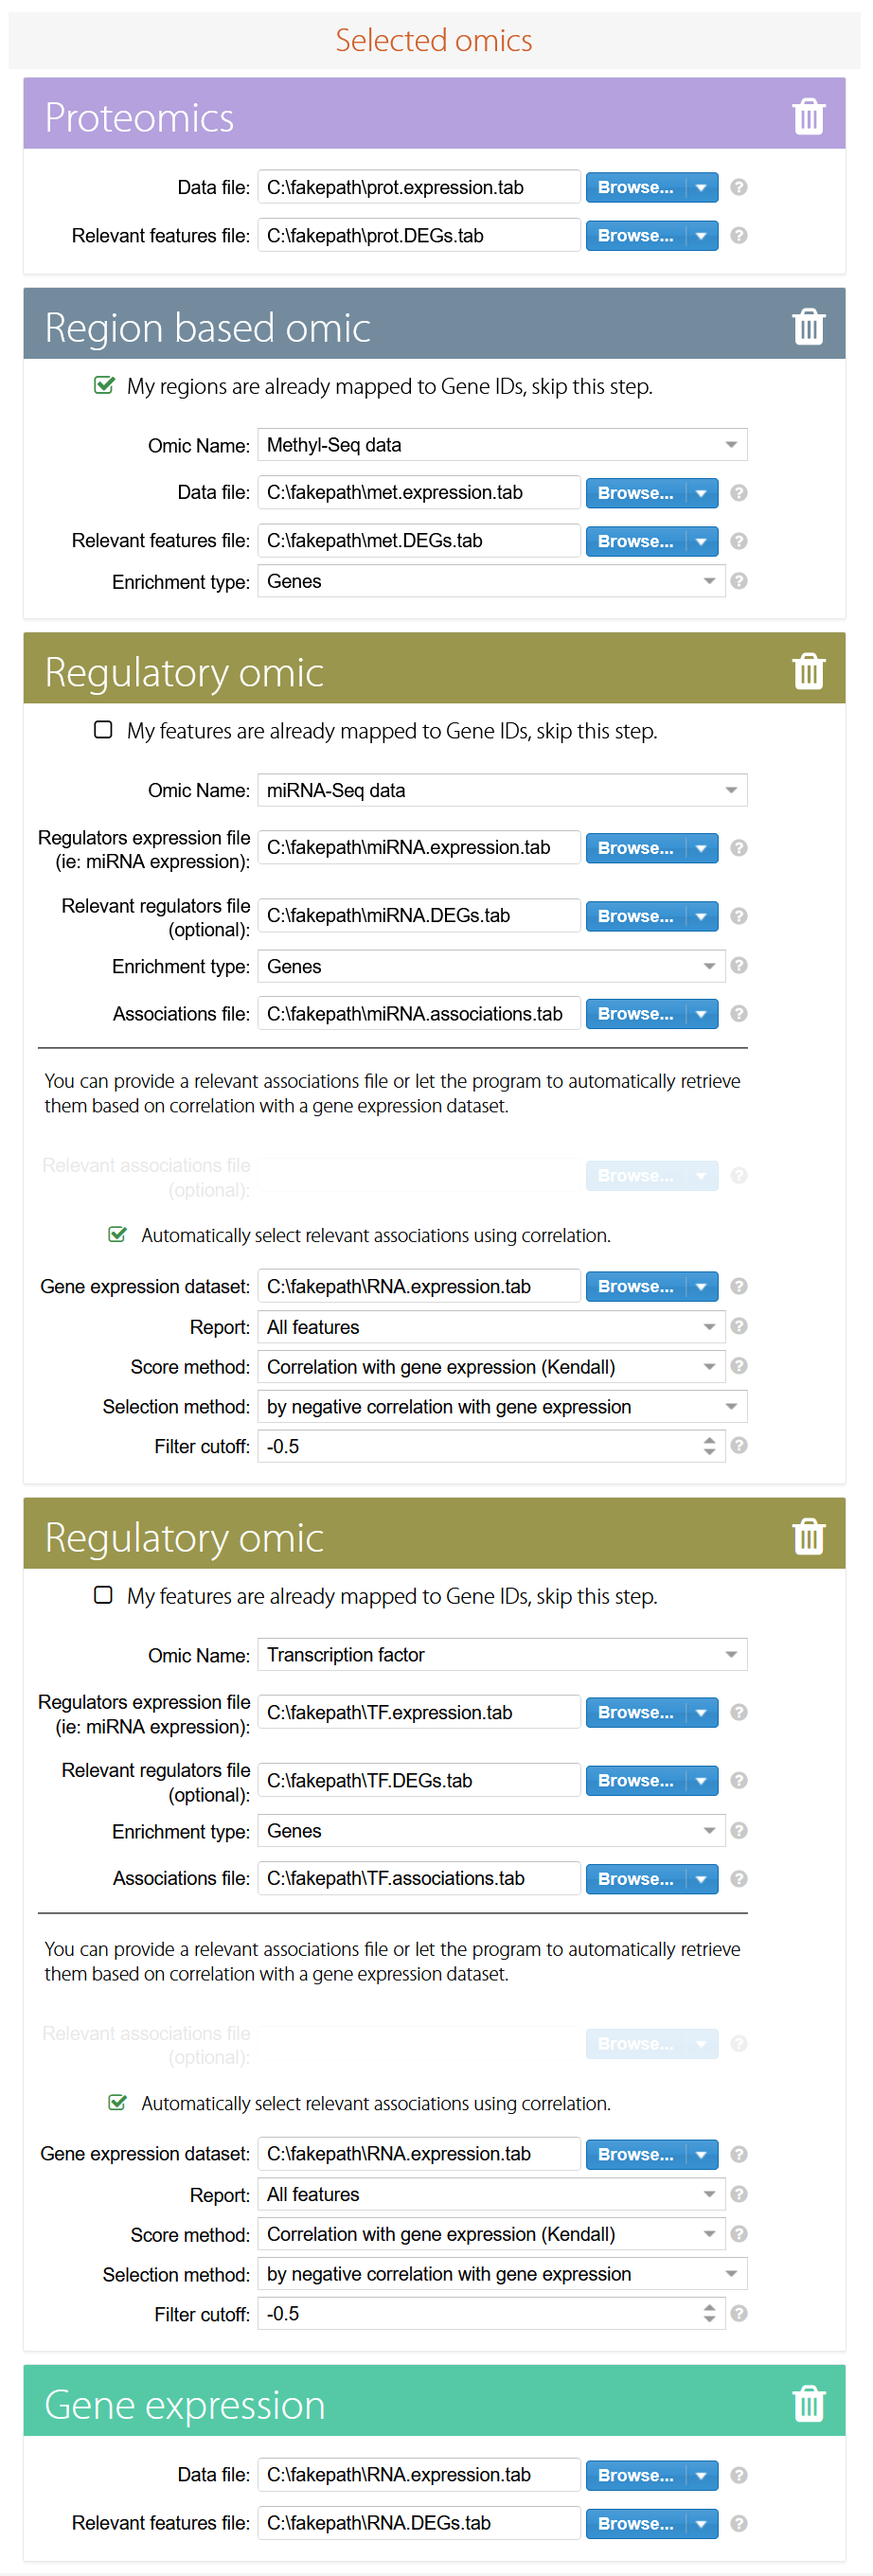 Selected omics
Proteomics
Data file: C:\fakepath\prot.expression.tab Browse... ?
Relevant features file: C:\fakepath\prot.DEGs.tab Browse... ?
Region based omic
My regions are already mapped to Gene IDs, skip this step.
Omic Name: Methyl-Seq data
Data file: C:\fakepath\met.expression.tab Browse... ?
Relevant features file: C:\fakepath\met.DEGs.tab Browse... ?
Enrichment type: Genes ?
Regulatory omic
My features are already mapped to Gene IDs, skip this step.
Omic Name: miRNA-Seq data
Regulators expression file
(ie: miRNA expression): C:\fakepath\miRNA.expression.tab Browse... ?
Relevant regulators file
(optional): C:\fakepath\miRNA.DEGs.tab Browse... ?
Enrichment type: Genes ?
Associations file: C:\fakepath\miRNA.associations.tab Browse... ?
You can provide a relevant associations file or let the program to automatically retrieve
them based on correlation with a gene expression dataset.
Relevant associations file
(optional): Browse... ?
Automatically select relevant associations using correlation.
Gene expression dataset: C:\fakepath\RNA.expression.tab Browse... ?
Report: All features ?
Score method: Correlation with gene expression (Kendall) ?
Selection method: by negative correlation with gene expression
Filter cutoff: -0.5 ?
Regulatory omic
My features are already mapped to Gene IDs, skip this step.
Omic Name: Transcription factor
Regulators expression file
(ie: miRNA expression): C:\fakepath\TF.expression.tab Browse... ?
Relevant regulators file
(optional): C:\fakepath\TF.DEGs.tab Browse... ?
Enrichment type: Genes ?
Associations file: C:\fakepath\TF.associations.tab Browse... ?
You can provide a relevant associations file or let the program to automatically retrieve
them based on correlation with a gene expression dataset.
Relevant associations file
(optional): Browse... ?
Automatically select relevant associations using correlation.
Gene expression dataset: C:\fakepath\RNA.expression.tab Browse... ?
Report: All features ?
Score method: Correlation with gene expression (Kendall) ?
Selection method: by negative correlation with gene expression
Filter cutoff: -0.5 ?
Gene expression
Data file: C:\fakepath\RNA.expression.tab Browse... ?
Relevant features file: C:\fakepath\RNA.DEGs.tab Browse... ?